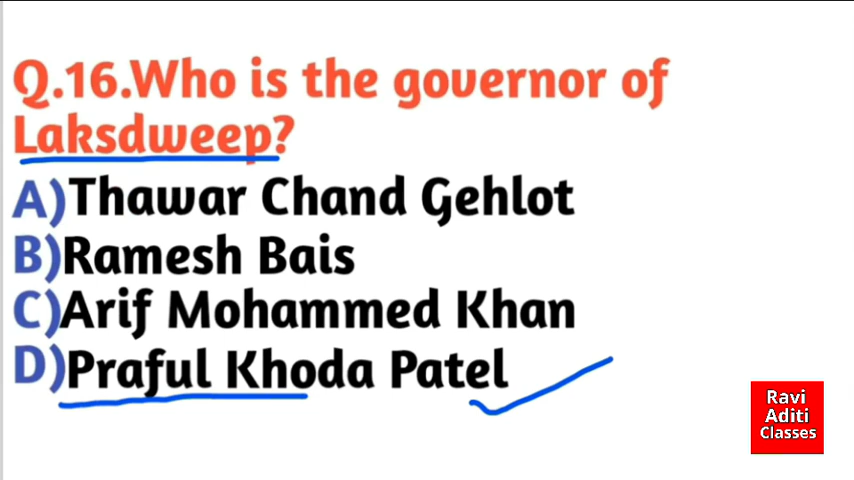 Q.16.Who is the governor of
Laksdweep?
A)Thawar Chand Gehlot
B)Ramesh Bais
C)Arif Mohammed Khan
D)Praful Khoda Patel
Ravi
Aditi
Classes